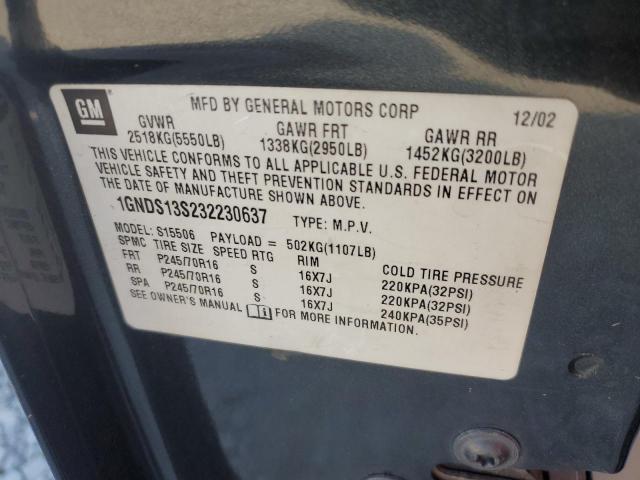 GM
MFD BY GENERAL MOTORS CORP 12/02
GVWR GAWR FRT GAWR RR
2518KG(5550LB) 1338KG(2950LB) 1452KG(3200LB)
THIS VEHICLE CONFORMS TO ALL APPLICABLE U.S. FEDERAL MOTOR
VEHICLE SAFETY AND THEFT PREVENTION STANDARDS IN EFFECT ON
THE DATE OF MANUFACTURE SHOWN ABOVE.
1GNDS13S232230637 TYPE: M.P.V.
MODEL: S15506 PAYLOAD = 502KG(1107LB)
SPMC TIRE SIZE SPEED RTG RIM COLD TIRE PRESSURE
FRT P245/70R16 S 16X7J 220KPA(32PSI)
RR P245/70R16 S 16X7J 220KPA(32PSI)
SPA P245/70R16 S 16X7J 240KPA(35PSI)
SEE OWNER'S MANUAL FOR MORE INFORMATION.